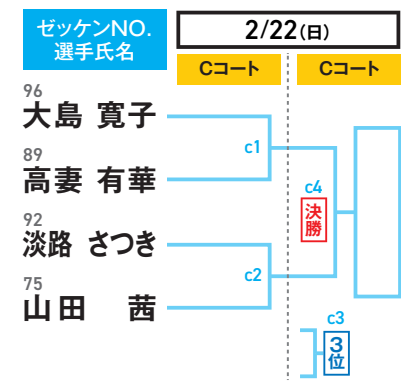 ゼッケンNO.
選手氏名
2/22(日)
Cコート
Cコート
96
大島 寛子
c1
89
高妻 有華
c4
決勝
92
淡路 さつき
c2
75
山田 茜
c3
3位